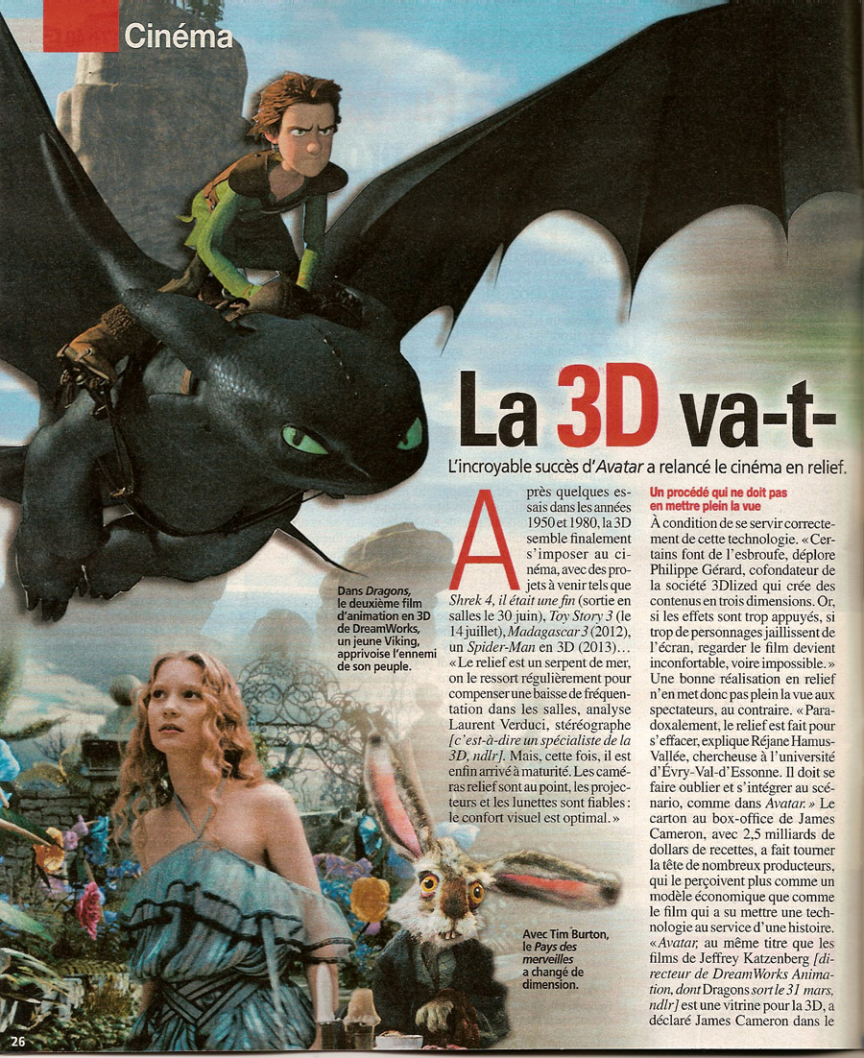 Cinéma
La 3D va-t-
L'incroyable succès d'Avatar a relancé le cinéma en relief.
Après quelques es-
sais dans les années
1950 et 1980, la 3D
semble finalement
s'imposer au ci-
néma, avec des pro-
jets à venir tels que
Shrek 4, il était une fin (sortie en
salles le 30 juin), Toy Story 3 (le
14 juillet), Madagascar 3 (2012),
un Spider-Man en 3D (2013)…
«Le relief est un serpent de mer,
on le ressort régulièrement pour
compenser une baisse de fréquen-
tation dans les salles, analyse
Laurent Verduci, stéréographe
[c'est-à-dire un spécialiste de la
3D, ndlr]. Mais, cette fois, il est
enfin arrivé à maturité. Les camé-
ras relief sont au point, les projec-
teurs et les lunettes sont fiables :
le confort visuel est optimal.»
Un procédé qui ne doit pas
en mettre plein la vue
À condition de se servir correcte-
ment de cette technologie. «Cer-
tains font de l'esbroufe, déplore
Philippe Gérard, cofondateur de
la société 3Dlized qui crée des
contenus en trois dimensions. Or,
si les effets sont trop appuyés, si
trop de personnages jaillissent de
l'écran, regarder le film devient
inconfortable, voire impossible.»
Une bonne réalisation en relief
n'en met donc pas plein la vue aux
spectateurs, au contraire. «Para-
doxalement, le relief est fait pour
s'effacer, explique Réjane Hamus-
Vallée, chercheuse à l'université
d'Évry-Val-d'Essonne. Il doit se
faire oublier et s'intégrer au scé-
nario, comme dans Avatar.» Le
carton au box-office de James
Cameron, avec 2,5 milliards de
dollars de recettes, a fait tourner
la tête de nombreux producteurs,
qui le perçoivent plus comme un
modèle économique que comme
le film qui a su mettre une tech-
nologie au service d'une histoire.
«Avatar, au même titre que les
films de Jeffrey Katzenberg [di-
recteur de DreamWorks Anima-
tion, dont Dragons sort le 31 mars,
ndlr] est une vitrine pour la 3D, a
déclaré James Cameron dans le
Dans Dragons,
le deuxième film
d'animation en 3D
de DreamWorks,
un jeune Viking,
apprivoise l'ennemi
de son peuple.
Avec Tim Burton,
le Pays des
merveilles
a changé de
dimension.
26